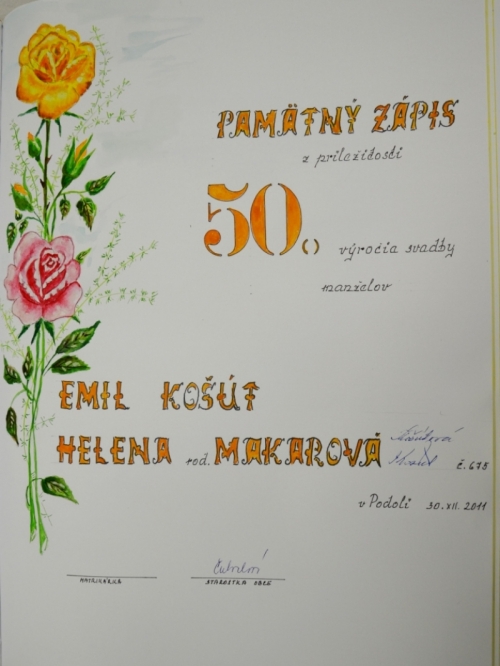 PAMÄTNÝ ZÁPIS
z príležitosti
50. výročia svadby
manželov
EMIL KOŠÚT
HELENA rod. MAKAROVÁ
č. 675
v Podolí 30. XII. 2011
MATRIKÁRKA
STAROSTKA OBCE